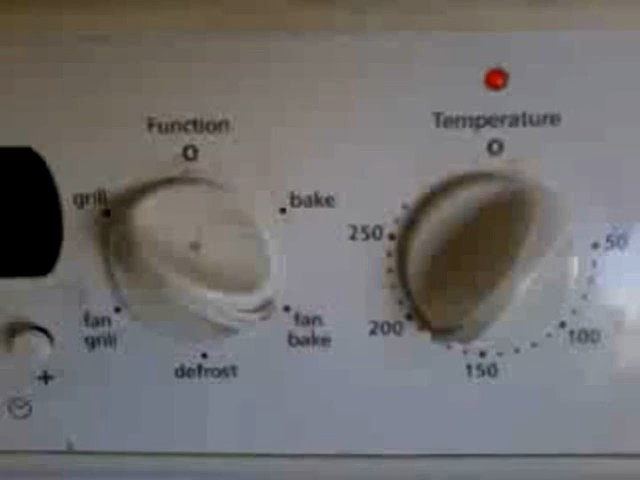 Function
Temperature
O
O
grill
bake
250
50
fan
grill
fan
bake
200
100
defrost
150
+